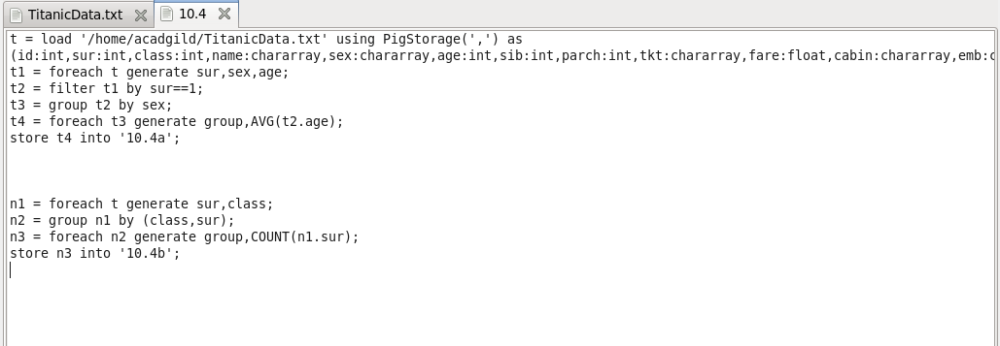 TitanicData.txt
10.4
t = load '/home/acadgild/TitanicData.txt' using PigStorage(',') as
(id:int,sur:int,class:int,name:chararray,sex:chararray,age:int,sib:int,parch:int,tkt:chararray,fare:float,cabin:chararray,emb:c
t1 = foreach t generate sur,sex,age;
t2 = filter t1 by sur==1;
t3 = group t2 by sex;
t4 = foreach t3 generate group,AVG(t2.age);
store t4 into '10.4a';
n1 = foreach t generate sur,class;
n2 = group n1 by (class,sur);
n3 = foreach n2 generate group,COUNT(n1.sur);
store n3 into '10.4b';